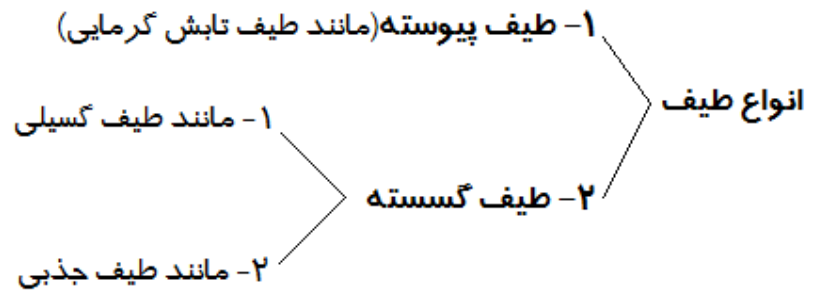 انواع طیف
۱- طیف پیوسته(مانند طیف تابش گرمایی)
۲- طیف گسسته
۱- مانند طیف گسیلی
۲- مانند طیف جذبی